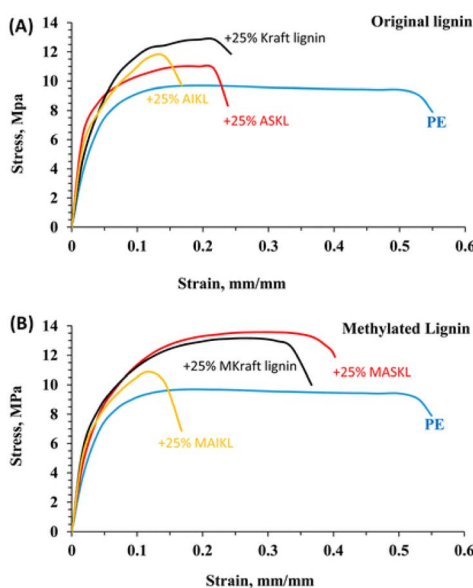 (A)
Original lignin
Stress, Mpa
14
12
10
8
6
4
2
0
+25% Kraft lignin
+25% AIKL
+25% ASKL
PE
0 0.1 0.2 0.3 0.4 0.5 0.6
Strain, mm/mm
(B)
Methylated Lignin
Stress, MPa
16
14
12
10
8
6
4
2
0
+25% MKraft lignin
+25% MASKL
+25% MAIKL
PE
0 0.1 0.2 0.3 0.4 0.5 0.6
Strain, mm/mm